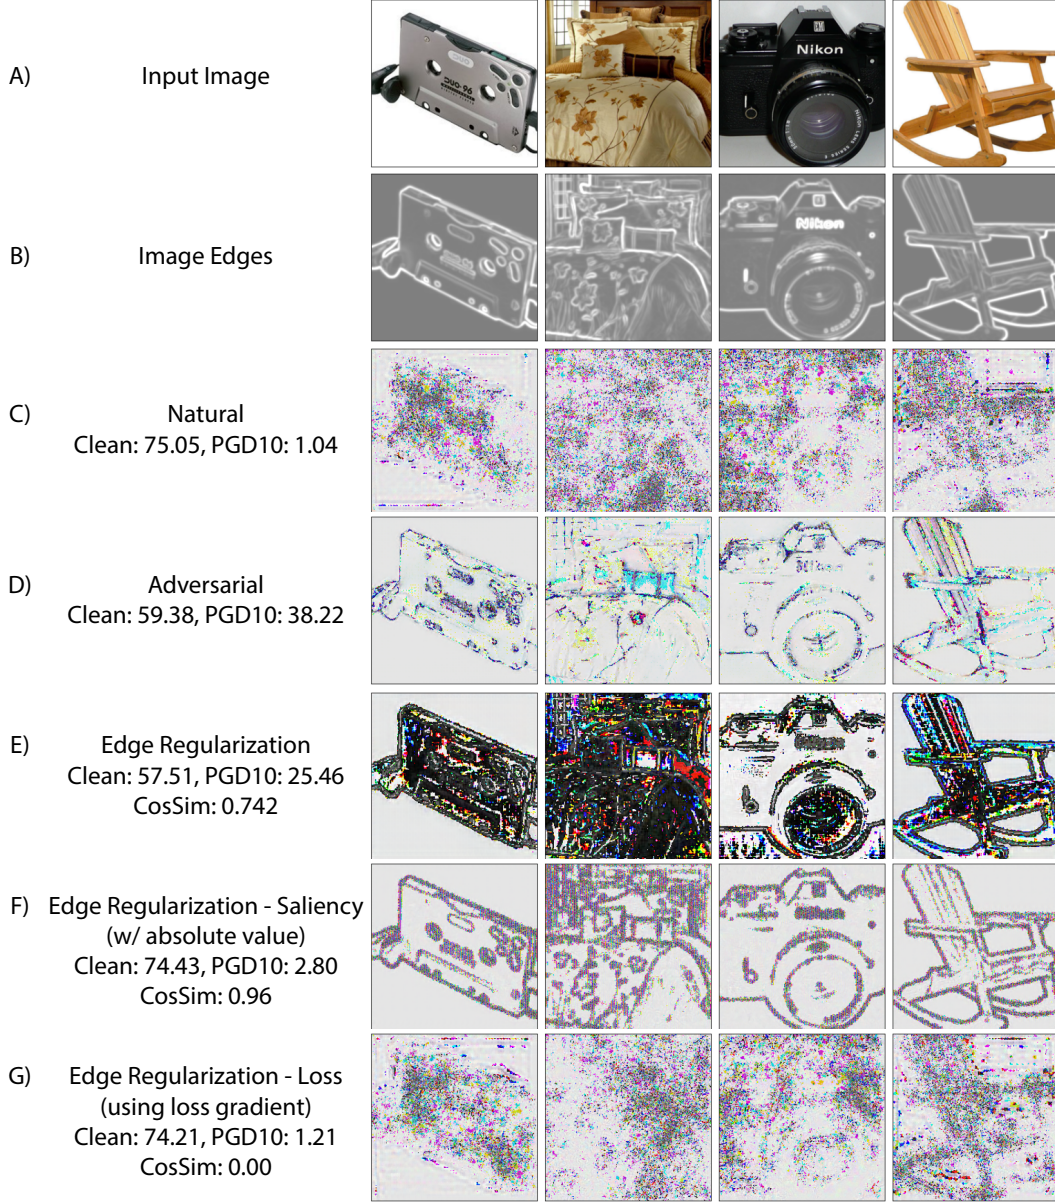 A) Input Image
DUO-96
Nikon
NIKON LENS SERIES E
B) Image Edges
Nikon
C) Natural
Clean: 75.05, PGD10: 1.04
D) Adversarial
Clean: 59.38, PGD10: 38.22
E) Edge Regularization
Clean: 57.51, PGD10: 25.46
CosSim: 0.742
F) Edge Regularization - Saliency
(w/ absolute value)
Clean: 74.43, PGD10: 2.80
CosSim: 0.96
G) Edge Regularization - Loss
(using loss gradient)
Clean: 74.21, PGD10: 1.21
CosSim: 0.00